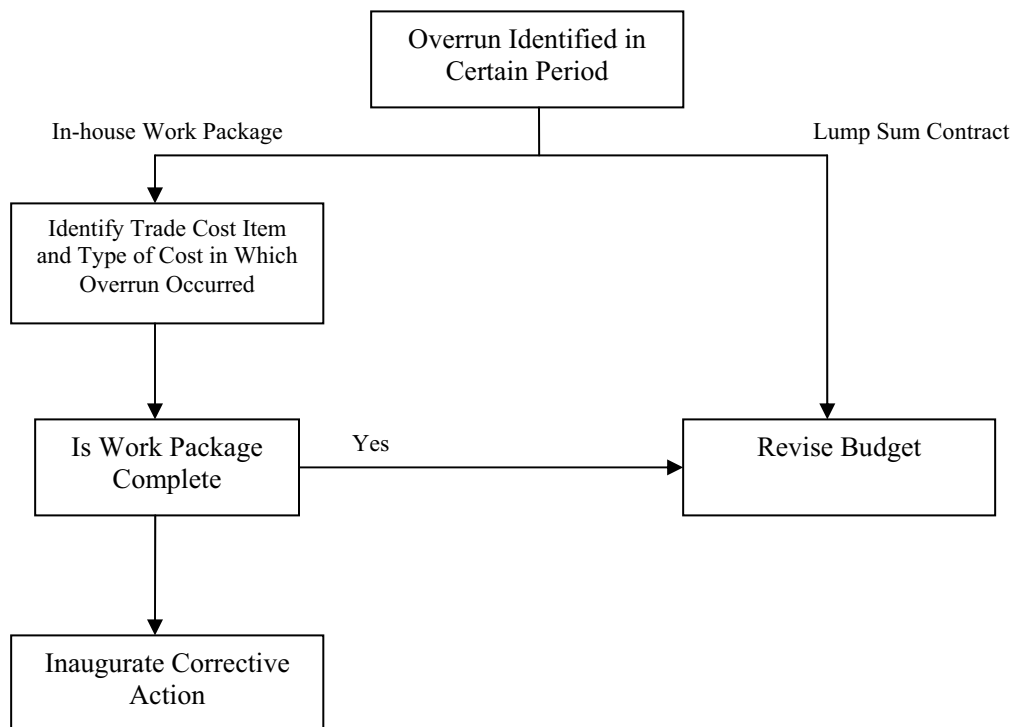 Overrun Identified in
Certain Period
In-house Work Package
Lump Sum Contract
Identify Trade Cost Item
and Type of Cost in Which
Overrun Occurred
Is Work Package
Complete
Yes
Revise Budget
Inaugurate Corrective
Action